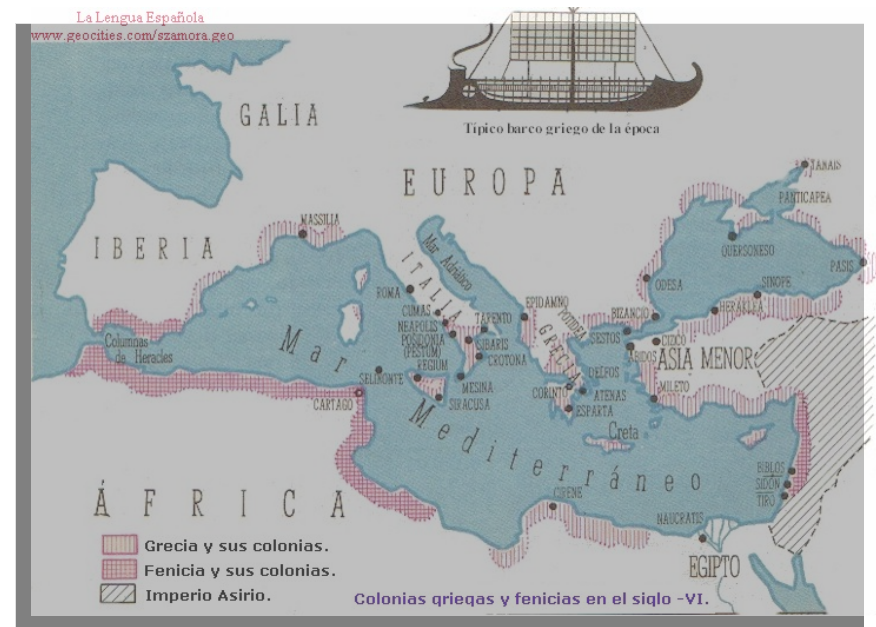 La Lengua Española
www.geocities.com/szamora.geo
Típico barco griego de la época
GALIA
EUROPA
IBERIA
ITALIA
GRECIA
ASIA MENOR
ÁFRICA
EGIPTO
Mar Mediterráneo
Mar Adriático
Columnas
de Heracles
MASSILIA
ROMA
CUMAS
NEAPOLIS
POSIDONIA
(PESTUM)
REGIUM
TARENTO
SIBARIS
CROTONA
MESINA
SIRACUSA
SELINONTE
CARTAGO
EPIDAMNO
POTIDEA
CORINTO
DELFOS
ATENAS
ESPARTA
Creta
SESTOS
ABIDOS
BIZANCIO
CIZICO
MILETO
ODESA
QUERSONESO
TANAIS
PANTICAPEA
PASIS
SINOPE
HERACLEA
BIBLOS
SIDÓN
TIRO
CIRENE
NAUCRATIS
Grecia y sus colonias.
Fenicia y sus colonias.
Imperio Asirio.
Colonias griegas y fenicias en el siglo -VI.